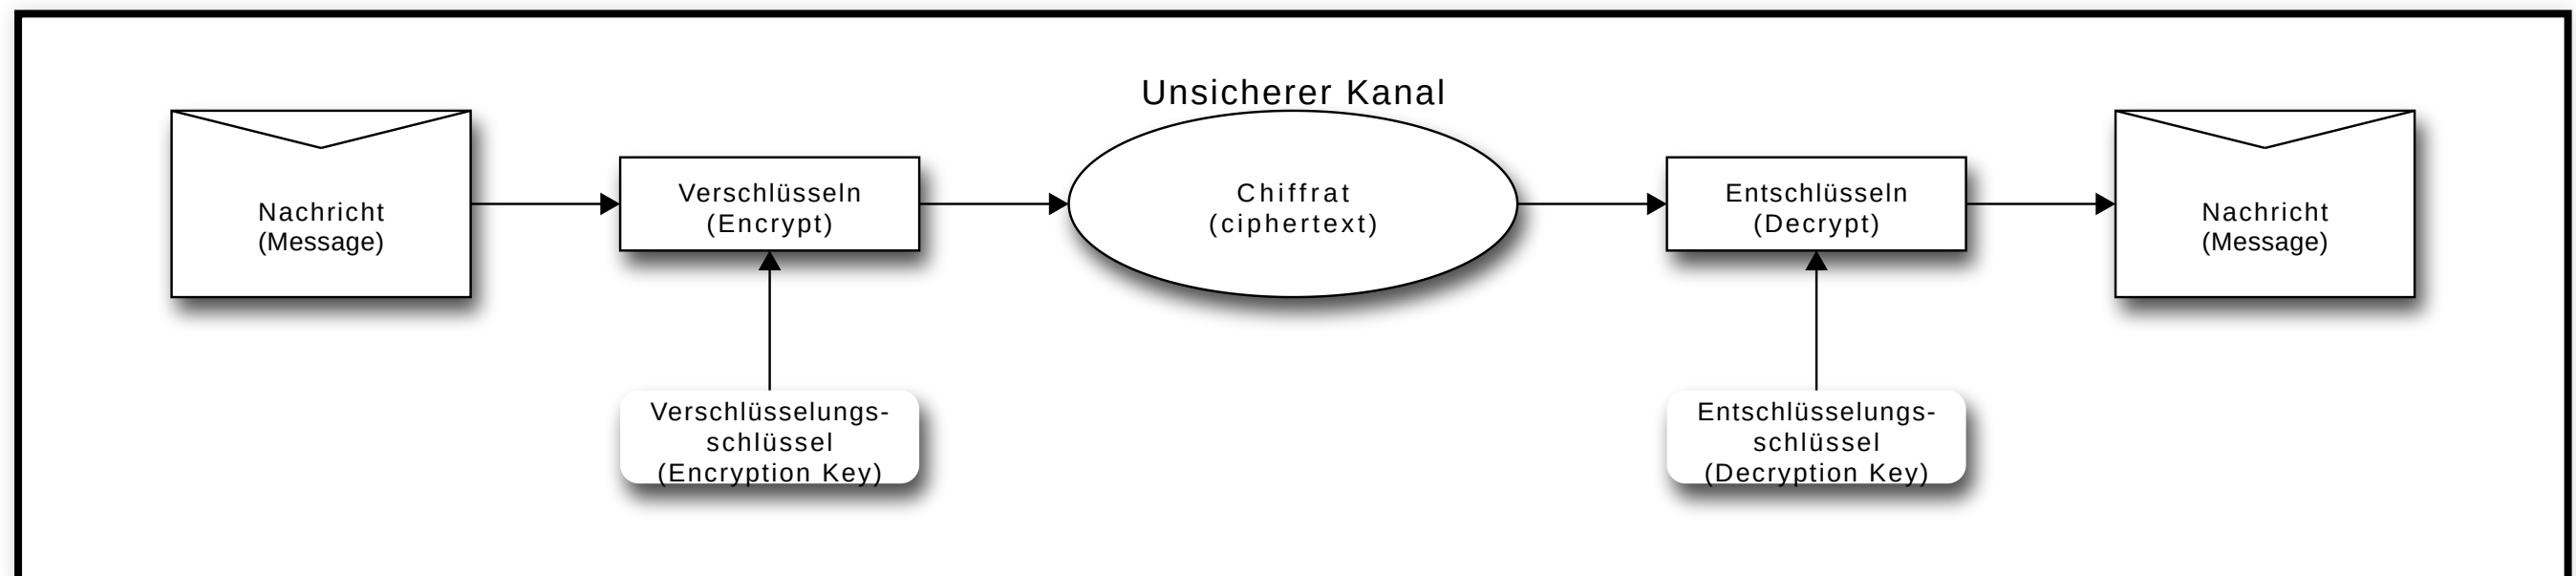 Unsicherer Kanal
Nachricht
(Message)
Verschlüsseln
(Encrypt)
Chiffrat
(ciphertext)
Entschlüsseln
(Decrypt)
Nachricht
(Message)
Verschlüsselungs-
schlüssel
(Encryption Key)
Entschlüsselungs-
schlüssel
(Decryption Key)